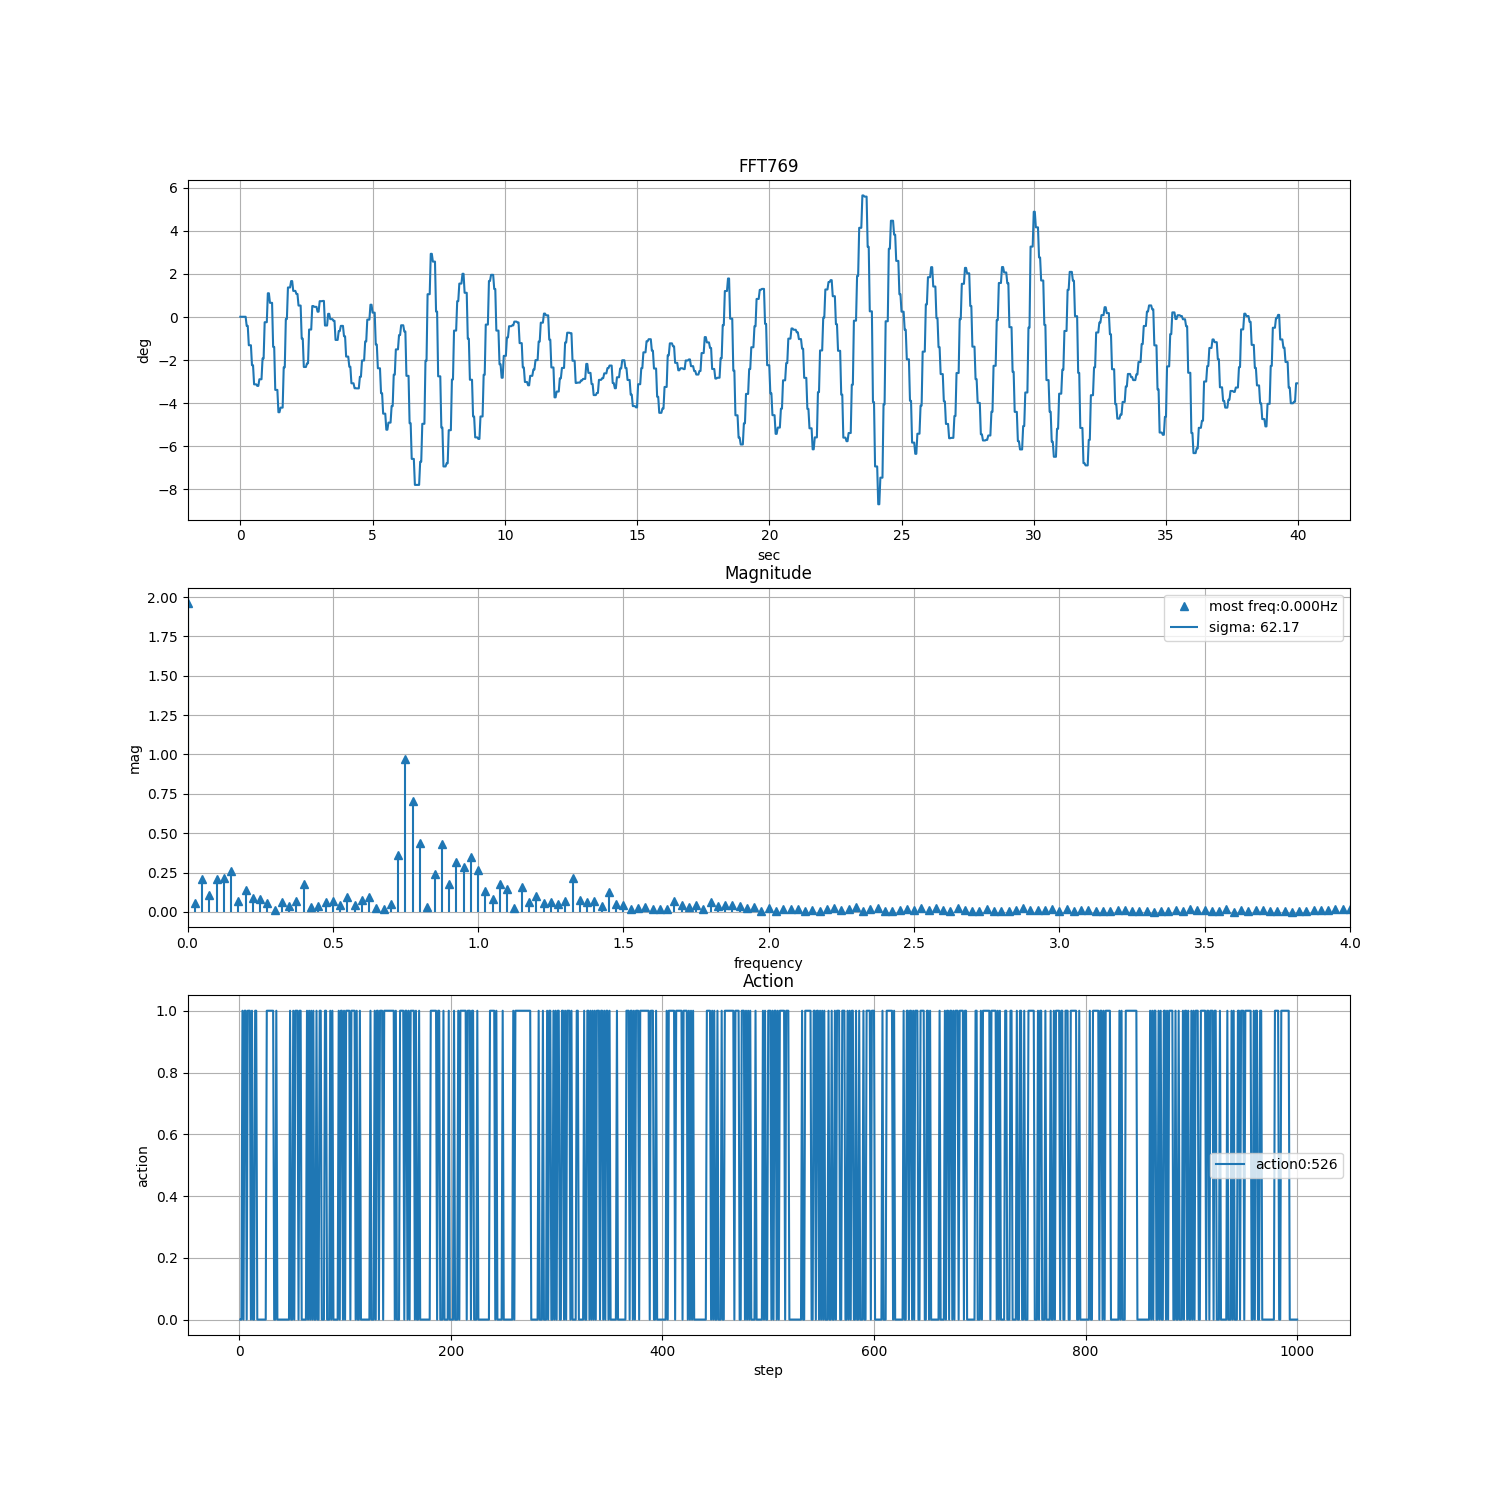 FFT769
6
4
2
0
−2
−4
−6
−8
deg
0 5 10 15 20 25 30 35 40
sec
Magnitude
2.00
1.75
1.50
1.25
1.00
0.75
0.50
0.25
0.00
mag
most freq:0.000Hz
sigma: 62.17
0.0 0.5 1.0 1.5 2.0 2.5 3.0 3.5 4.0
frequency
Action
1.0
0.8
0.6
0.4
0.2
0.0
action
action0:526
0 200 400 600 800 1000
step